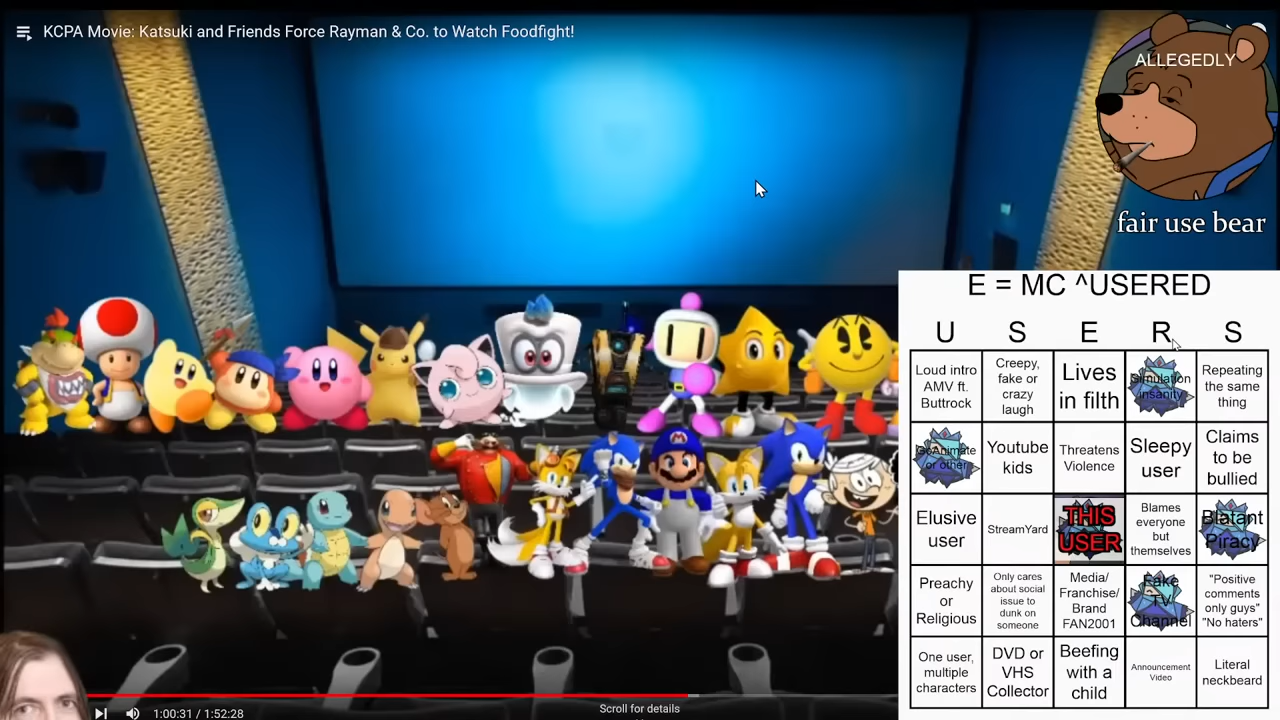 KCPA Movie: Katsuki and Friends Force Rayman & Co. to Watch Foodfight!
ALLEGEDLY
fair use bear
E = MC ^USERED
U S E R S
Loud intro
AMV ft.
Buttrock
Creepy,
fake or
crazy
laugh
Lives
in filth
Simulation
insanity
Repeating
the same
thing
GoAnimate
or other
Youtube
kids
Threatens
Violence
Sleepy
user
Claims
to be
bullied
Elusive
user
StreamYard
THIS
USER
Blames
everyone
but
themselves
Blatant
Piracy
Preachy
or
Religious
Only cares
about social
issue to
dunk on
someone
Media/
Franchise/
Brand
FAN2001
Fake
TV
Channel
"Positive
comments
only guys"
"No haters"
One user,
multiple
characters
DVD or
VHS
Collector
Beefing
with a
child
Announcement
Video
Literal
neckbeard
1:00:31 / 1:52:28
Scroll for details